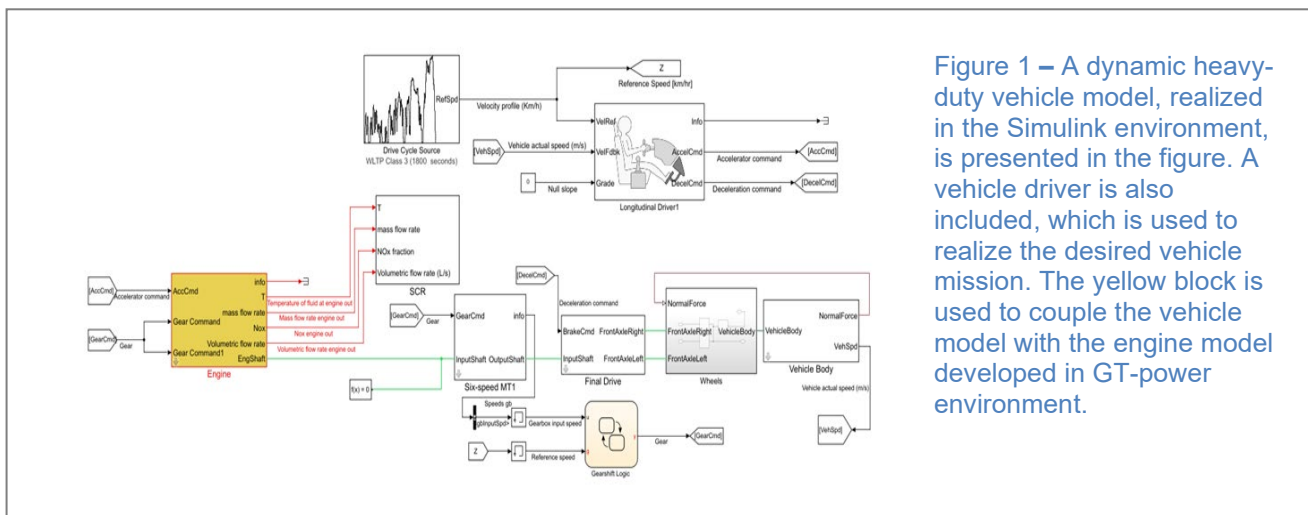 Z
Reference Speed [km/hr]
RefSpd
Velocity profile (Km/h)
Drive Cycle Source
WLTP Class 3 (1800 seconds)
VelRef
Info
[VehSpd]
Vehicle actual speed (m/s)
VelFdbk
AccelCmd
[AccCmd]
Accelerator command
0
Null slope
Grade
DecelCmd
[DecelCmd]
Deceleration command
Longitudinal Driver1
T
mass flow rate
NOx fraction
Volumetric flow rate (L/s)
SCR
[AccCmd]
Accelerator command
AccCmd
info
T
Temperature of fluid at engine out
mass flow rate
Mass flow rate engine out
[GearCmd]
Gear
Gear Command
Nox
Nox engine out
Volumetric flow rate
Volumetric flow rate engine out
Gear Command1
EngShaft
Engine
f(x) = 0
[GearCmd]
Gear
GearCmd
info
InputShaft
OutputShaft
Six-speed MT1
[DecelCmd]
Deceleration command
BrakeCmd
FrontAxleRight
InputShaft
FrontAxleLeft
Final Drive
NormalForce
FrontAxleRight
VehicleBody
FrontAxleLeft
Wheels
NormalForce
VehicleBody
VehSpd
Vehicle Body
Vehicle actual speed (m/s)
[VehSpd]
Speeds gb
gbInputSpd>
Gearbox input speed
Z
Reference speed
Gear
[GearCmd]
Gearshift Logic
Figure 1 – A dynamic heavy-
duty vehicle model, realized
in the Simulink environment,
is presented in the figure. A
vehicle driver is also
included, which is used to
realize the desired vehicle
mission. The yellow block is
used to couple the vehicle
model with the engine model
developed in GT-power
environment.